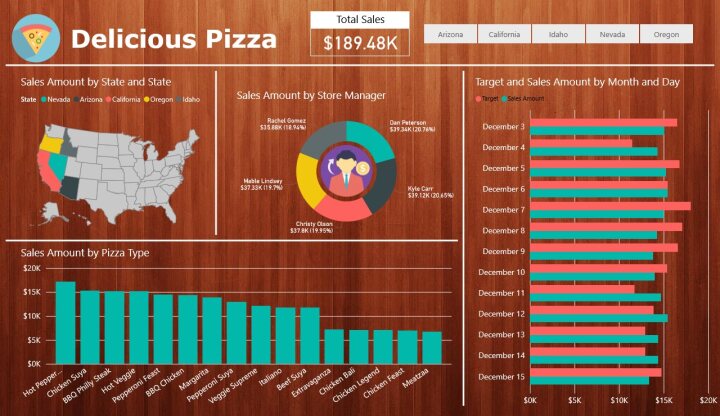 Delicious Pizza
Total Sales
$189.48K
Arizona
California
Idaho
Nevada
Oregon
Sales Amount by State and State
State Nevada Arizona California Oregon Idaho
Sales Amount by Store Manager
Rachel Gomez
$35.88K (18.94%)
Dan Peterson
$39.34K (20.76%)
Mable Lindsey
$37.33K (19.7%)
Kyle Carr
$39.12K (20.65%)
Christy Olson
$37.8K (19.95%)
Sales Amount by Pizza Type
$20K
$15K
$10K
$5K
$0K
Hot Pepper...
Chicken Suya
BBQ Philly Steak
Hot Veggie
Pepperoni Feast
BBQ Chicken
Margarita
Pepperoni Suya
Veggie Supreme
Italiano
Beef Suya
Extravaganza
Chicken Bali
Chicken Legend
Chicken Feast
Meatzaa
Target and Sales Amount by Month and Day
Target Sales Amount
$0K $5K $10K $15K $20K
December 3
December 4
December 5
December 6
December 7
December 8
December 9
December 10
December 11
December 12
December 13
December 14
December 15
$0K $5K $10K $15K $20K